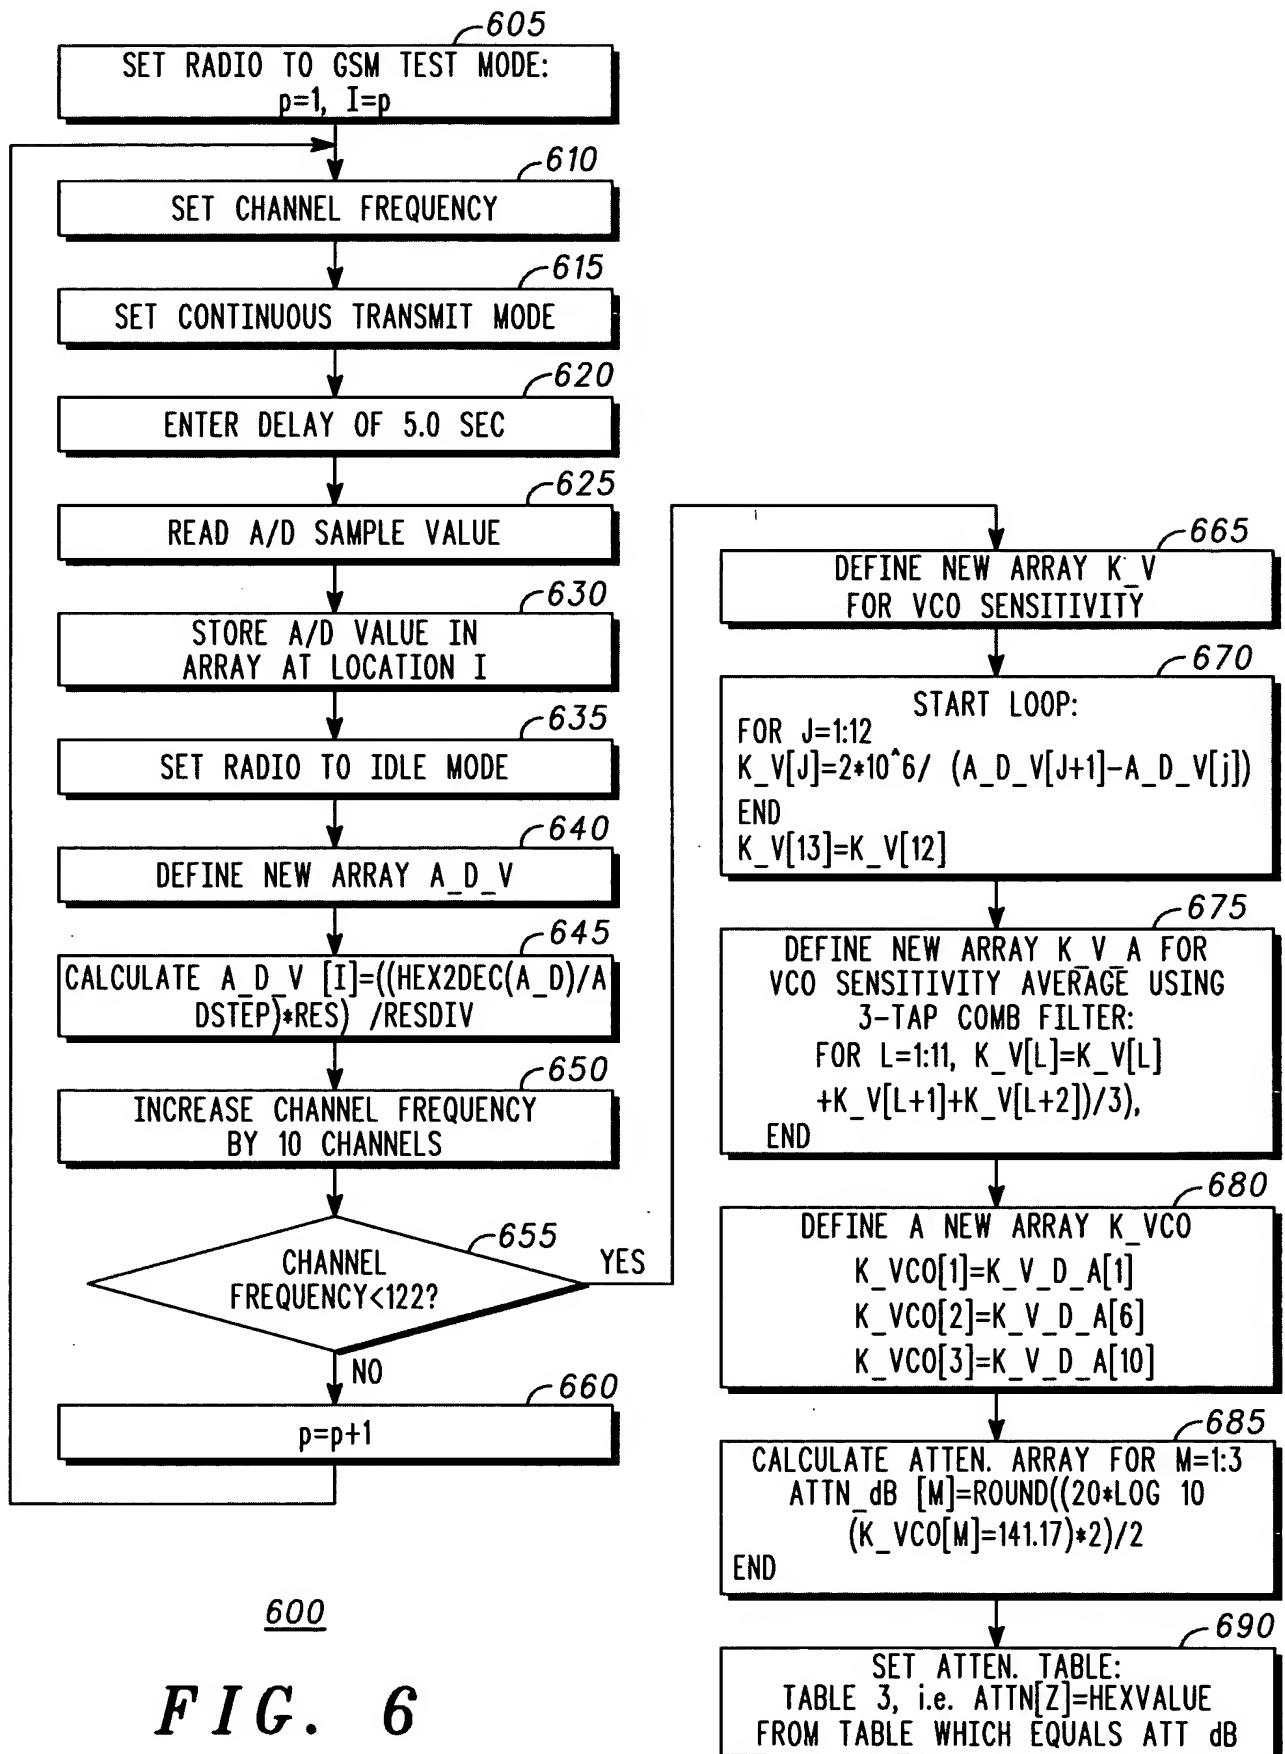 605
SET RADIO TO GSM TEST MODE:
p=1, I=p
610
SET CHANNEL FREQUENCY
615
SET CONTINUOUS TRANSMIT MODE
620
ENTER DELAY OF 5.0 SEC
625
READ A/D SAMPLE VALUE
630
STORE A/D VALUE IN
ARRAY AT LOCATION I
635
SET RADIO TO IDLE MODE
640
DEFINE NEW ARRAY A_D_V
645
CALCULATE A_D_V [I]=((HEX2DEC(A_D)/A
DSTEP)*RES) /RESDIV
650
INCREASE CHANNEL FREQUENCY
BY 10 CHANNELS
655
CHANNEL
FREQUENCY<122?
YES
NO
660
p=p+1
665
DEFINE NEW ARRAY K_V
FOR VCO SENSITIVITY
670
START LOOP:
FOR J=1:12
K_V[J]=2*10^6/ (A_D_V[J+1]-A_D_V[j])
END
K_V[13]=K_V[12]
675
DEFINE NEW ARRAY K_V_A FOR
VCO SENSITIVITY AVERAGE USING
3-TAP COMB FILTER:
FOR L=1:11, K_V[L]=K_V[L]
+K_V[L+1]+K_V[L+2])/3),
END
680
DEFINE A NEW ARRAY K_VCO
K_VCO[1]=K_V_D_A[1]
K_VCO[2]=K_V_D_A[6]
K_VCO[3]=K_V_D_A[10]
685
CALCULATE ATTEN. ARRAY FOR M=1:3
ATTN_dB [M]=ROUND((20*LOG 10
(K_VCO[M]=141.17)*2)/2
END
690
SET ATTEN. TABLE:
TABLE 3, i.e. ATTN[Z]=HEXVALUE
FROM TABLE WHICH EQUALS ATT dB
600
FIG. 6